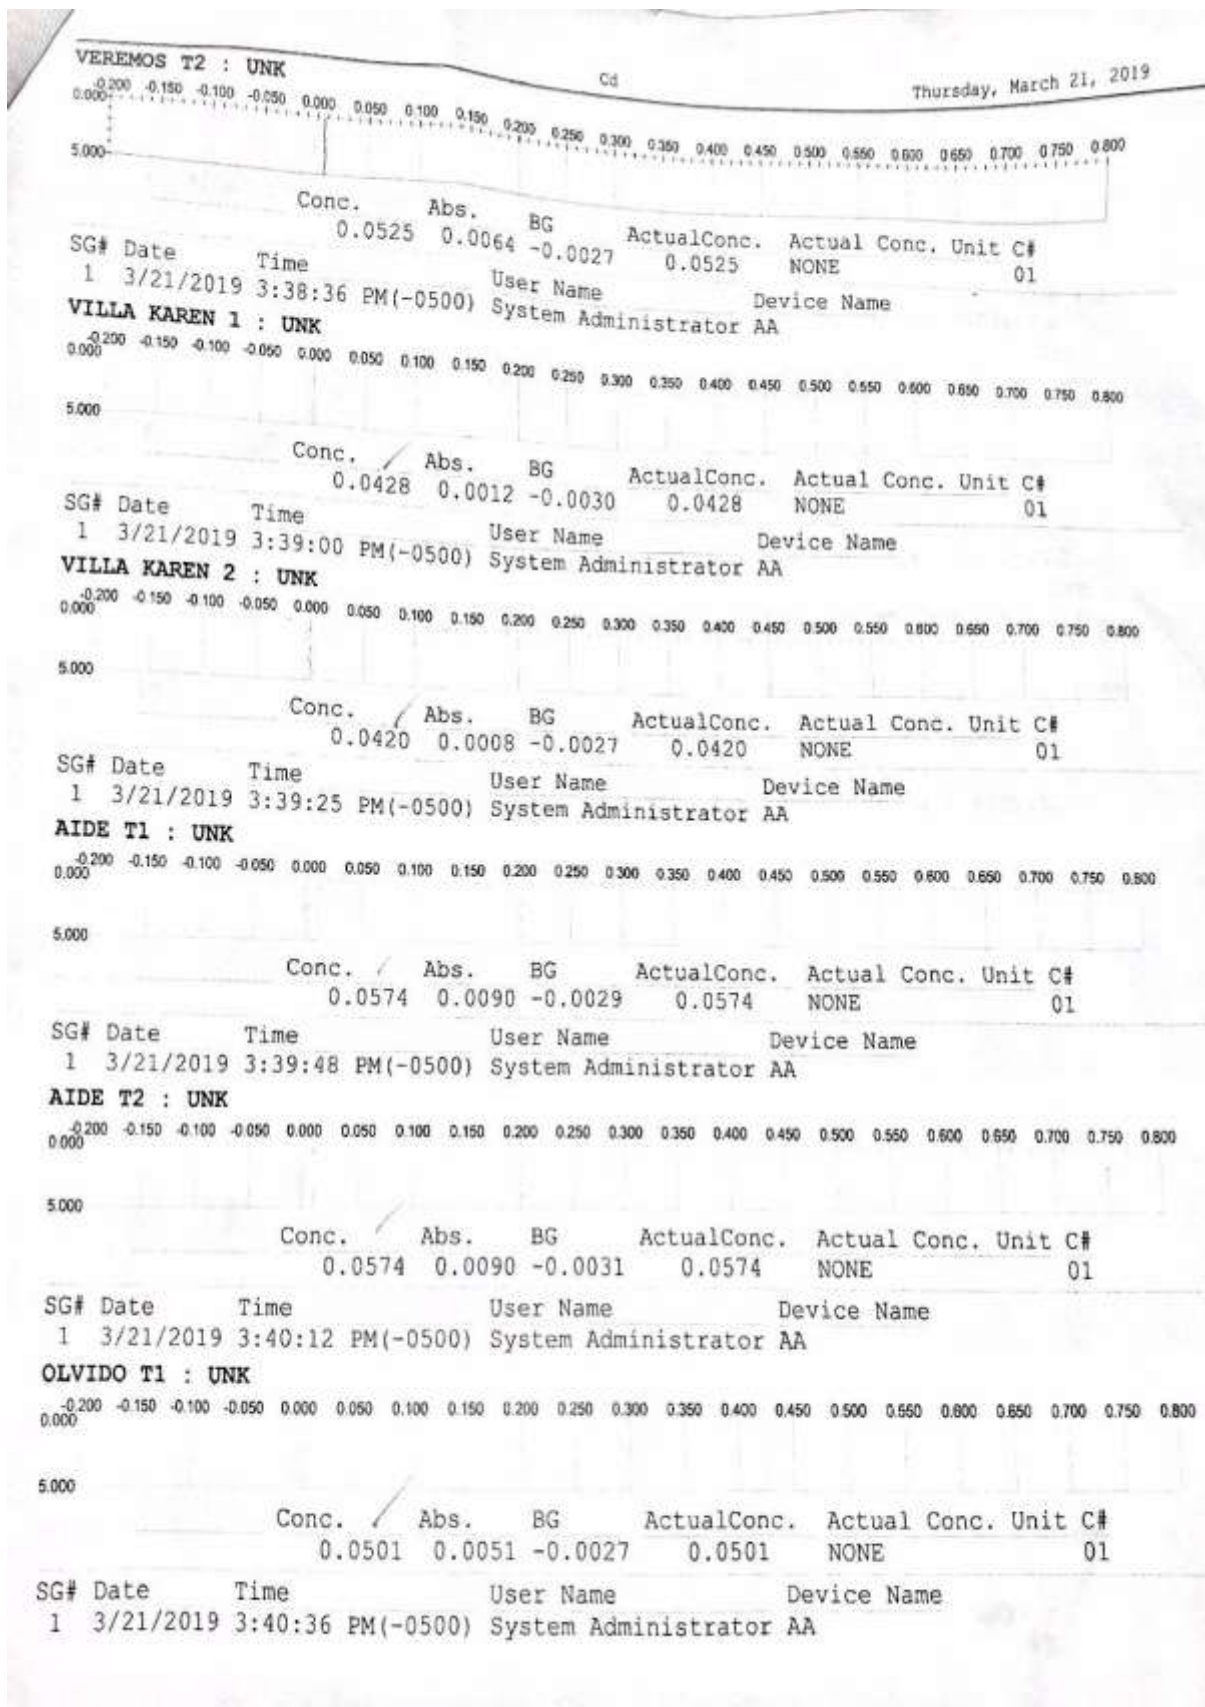 VEREMOS T2 : UNK Cd Thursday, March 21, 2019
-0.200 -0.150 -0.100 -0.050 0.000 0.050 0.100 0.150 0.200 0.250 0.300 0.350 0.400 0.450 0.500 0.550 0.600 0.650 0.700 0.750 0.800
0.000
5.000
Conc. Abs. BG ActualConc. Actual Conc. Unit C#
0.0525 0.0064 -0.0027 0.0525 NONE 01
SG# Date Time User Name Device Name
1 3/21/2019 3:38:36 PM(-0500) System Administrator AA
VILLA KAREN 1 : UNK
-0.200 -0.150 -0.100 -0.050 0.000 0.050 0.100 0.150 0.200 0.250 0.300 0.350 0.400 0.450 0.500 0.550 0.600 0.650 0.700 0.750 0.800
0.000
5.000
Conc. Abs. BG ActualConc. Actual Conc. Unit C#
0.0428 0.0012 -0.0030 0.0428 NONE 01
SG# Date Time User Name Device Name
1 3/21/2019 3:39:00 PM(-0500) System Administrator AA
VILLA KAREN 2 : UNK
-0.200 -0.150 -0.100 -0.050 0.000 0.050 0.100 0.150 0.200 0.250 0.300 0.350 0.400 0.450 0.500 0.550 0.600 0.650 0.700 0.750 0.800
0.000
5.000
Conc. Abs. BG ActualConc. Actual Conc. Unit C#
0.0420 0.0008 -0.0027 0.0420 NONE 01
SG# Date Time User Name Device Name
1 3/21/2019 3:39:25 PM(-0500) System Administrator AA
AIDE T1 : UNK
-0.200 -0.150 -0.100 -0.050 0.000 0.050 0.100 0.150 0.200 0.250 0.300 0.350 0.400 0.450 0.500 0.550 0.600 0.650 0.700 0.750 0.800
0.000
5.000
Conc. Abs. BG ActualConc. Actual Conc. Unit C#
0.0574 0.0090 -0.0029 0.0574 NONE 01
SG# Date Time User Name Device Name
1 3/21/2019 3:39:48 PM(-0500) System Administrator AA
AIDE T2 : UNK
-0.200 -0.150 -0.100 -0.050 0.000 0.050 0.100 0.150 0.200 0.250 0.300 0.350 0.400 0.450 0.500 0.550 0.600 0.650 0.700 0.750 0.800
0.000
5.000
Conc. Abs. BG ActualConc. Actual Conc. Unit C#
0.0574 0.0090 -0.0031 0.0574 NONE 01
SG# Date Time User Name Device Name
1 3/21/2019 3:40:12 PM(-0500) System Administrator AA
OLVIDO T1 : UNK
-0.200 -0.150 -0.100 -0.050 0.000 0.050 0.100 0.150 0.200 0.250 0.300 0.350 0.400 0.450 0.500 0.550 0.600 0.650 0.700 0.750 0.800
0.000
5.000
Conc. Abs. BG ActualConc. Actual Conc. Unit C#
0.0501 0.0051 -0.0027 0.0501 NONE 01
SG# Date Time User Name Device Name
1 3/21/2019 3:40:36 PM(-0500) System Administrator AA